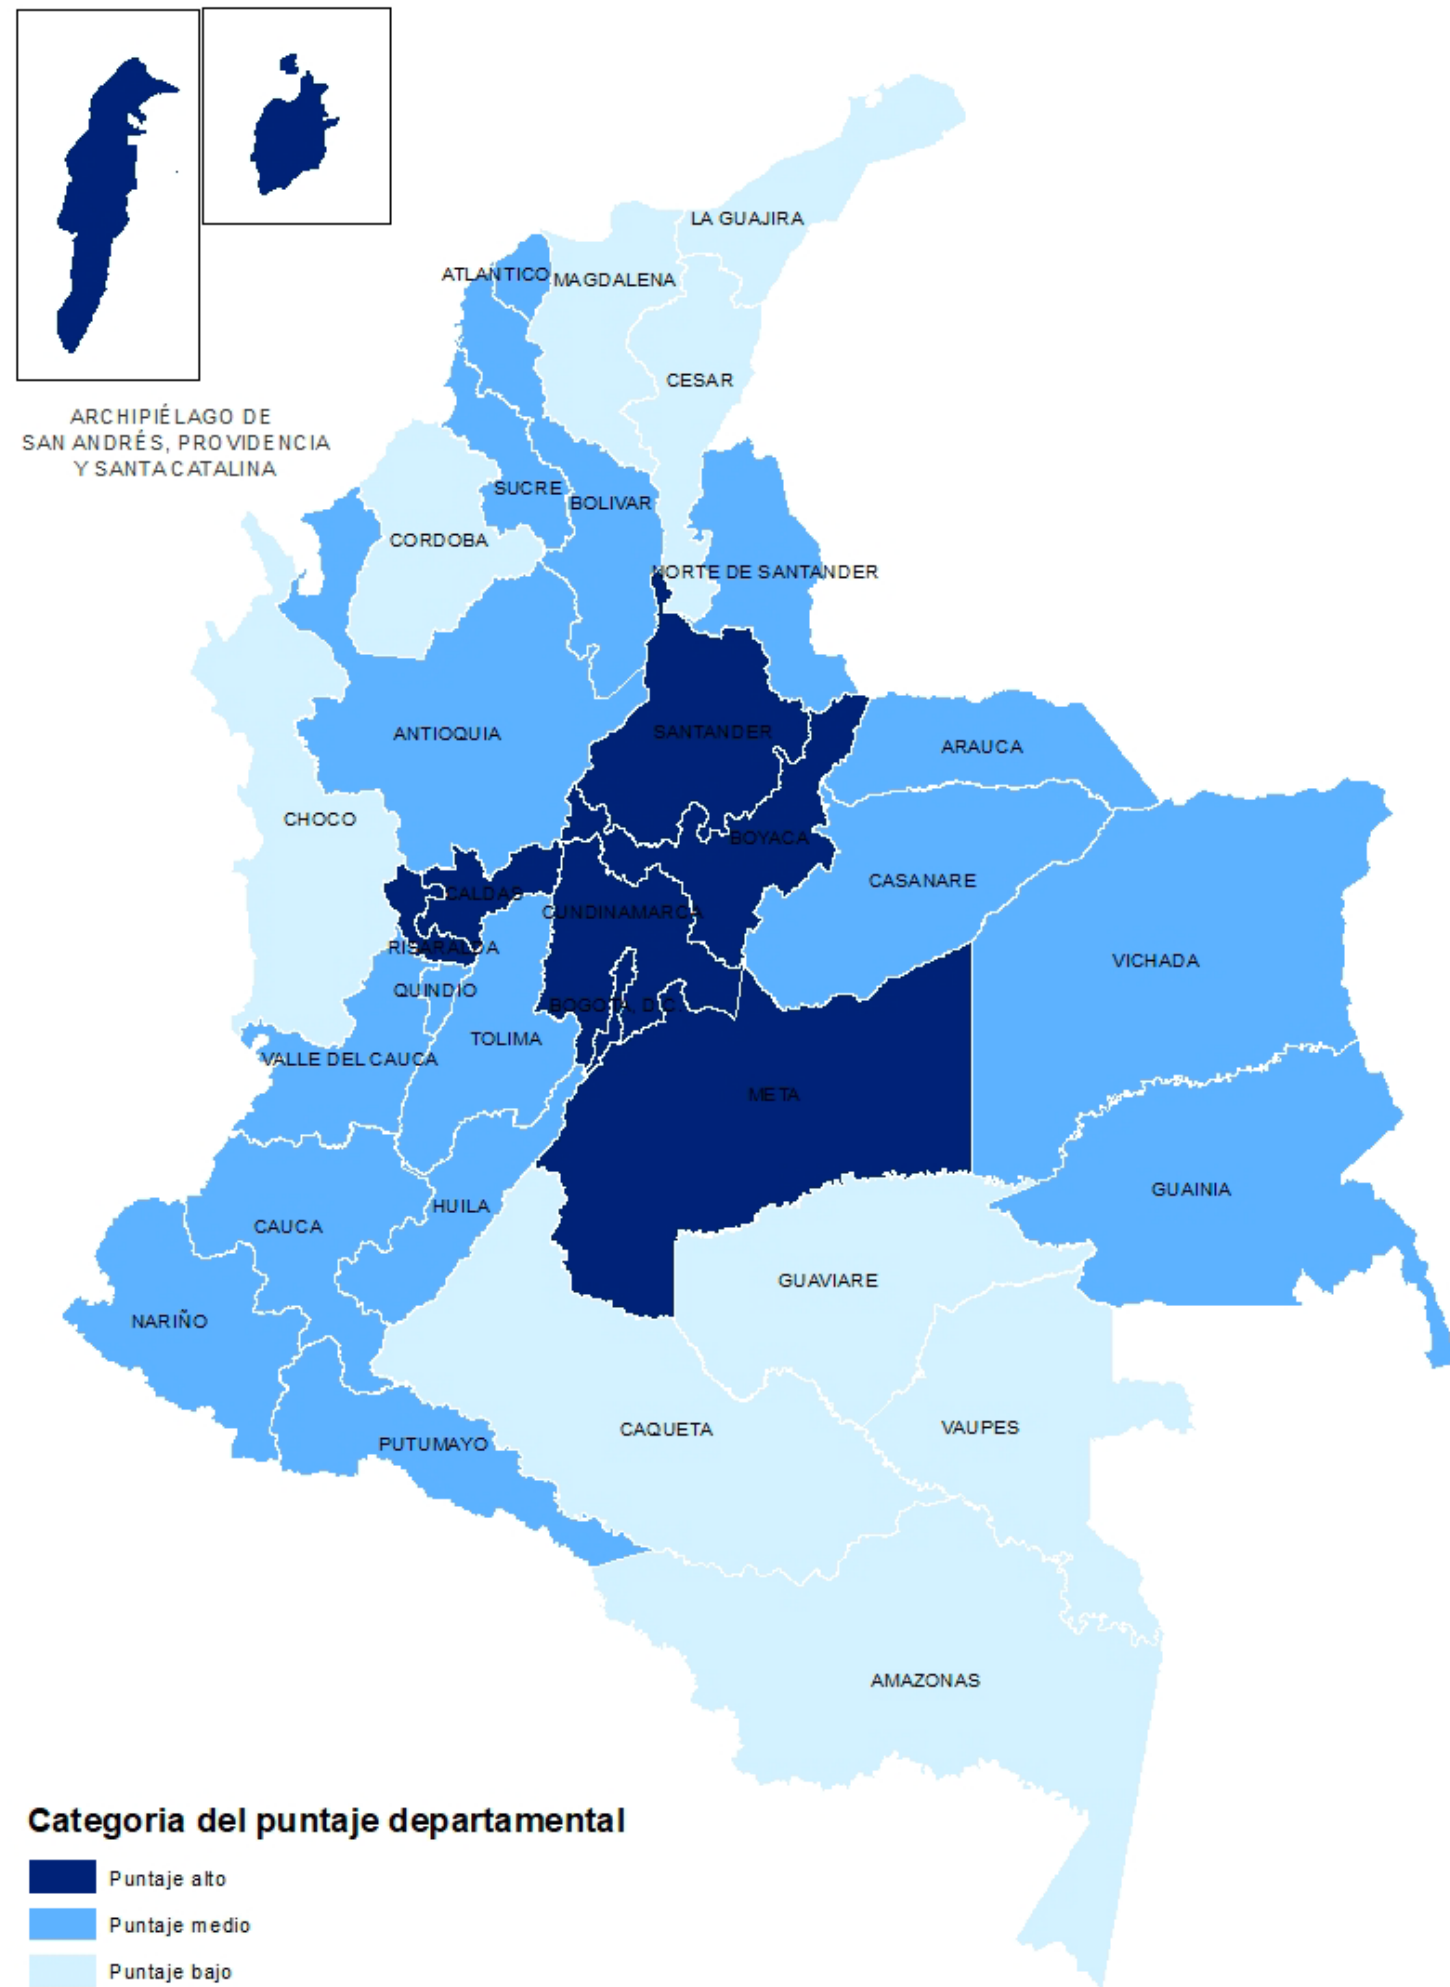 ARCHIPIÉLAGO DE
SAN ANDRÉS, PROVIDENCIA
Y SANTA CATALINA
LA GUAJIRA
ATLANTICO
MAGDALENA
CESAR
SUCRE
BOLIVAR
CORDOBA
NORTE DE SANTANDER
ANTIOQUIA
SANTANDER
ARAUCA
CHOCO
BOYACA
CASANARE
CALDAS
CUNDINAMARCA
RISARALDA
VICHADA
QUINDIO
BOGOTA, D.C.
TOLIMA
VALLE DEL CAUCA
META
GUAINIA
HUILA
CAUCA
GUAVIARE
NARIÑO
CAQUETA
VAUPES
PUTUMAYO
AMAZONAS
Categoria del puntaje departamental
Puntaje alto
Puntaje medio
Puntaje bajo